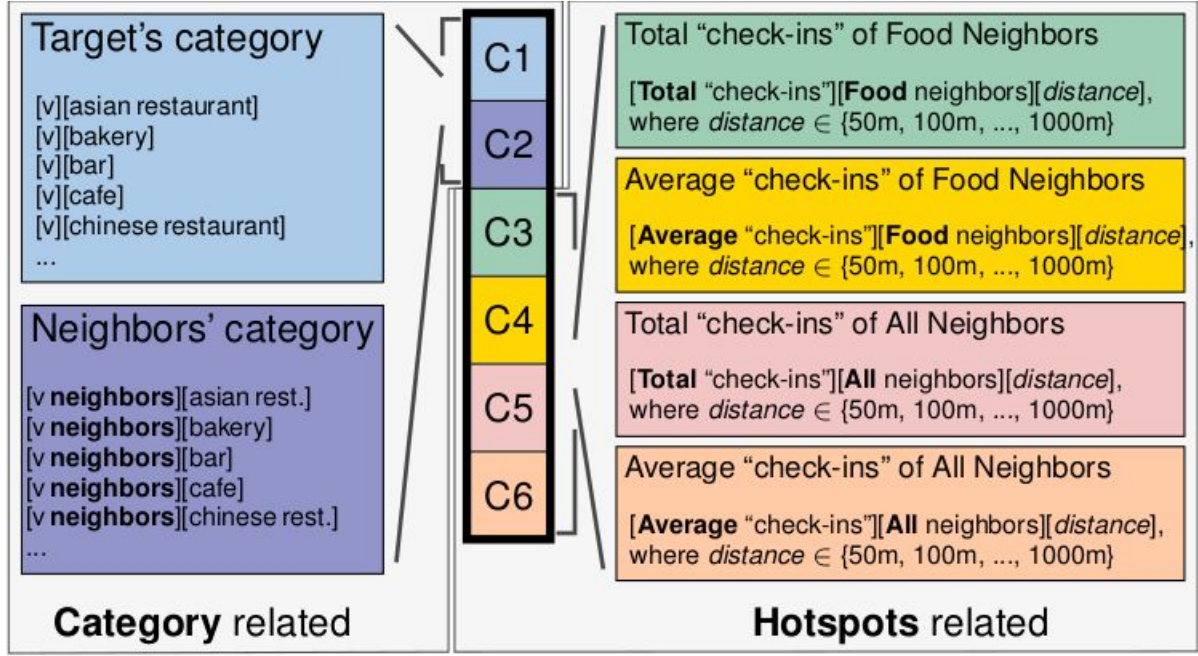 Target's category
[v][asian restaurant]
[v][bakery]
[v][bar]
[v][cafe]
[v][chinese restaurant]
...
Neighbors' category
[v neighbors][asian rest.]
[v neighbors][bakery]
[v neighbors][bar]
[v neighbors][cafe]
[v neighbors][chinese rest.]
...
Category related
C1
C2
C3
C4
C5
C6
Total “check-ins” of Food Neighbors
[Total “check-ins”][Food neighbors][distance],
where distance ∈ {50m, 100m, ..., 1000m}
Average “check-ins” of Food Neighbors
[Average “check-ins”][Food neighbors][distance],
where distance ∈ {50m, 100m, ..., 1000m}
Total “check-ins” of All Neighbors
[Total “check-ins”][All neighbors][distance],
where distance ∈ {50m, 100m, ..., 1000m}
Average “check-ins” of All Neighbors
[Average “check-ins”][All neighbors][distance],
where distance ∈ {50m, 100m, ..., 1000m}
Hotspots related